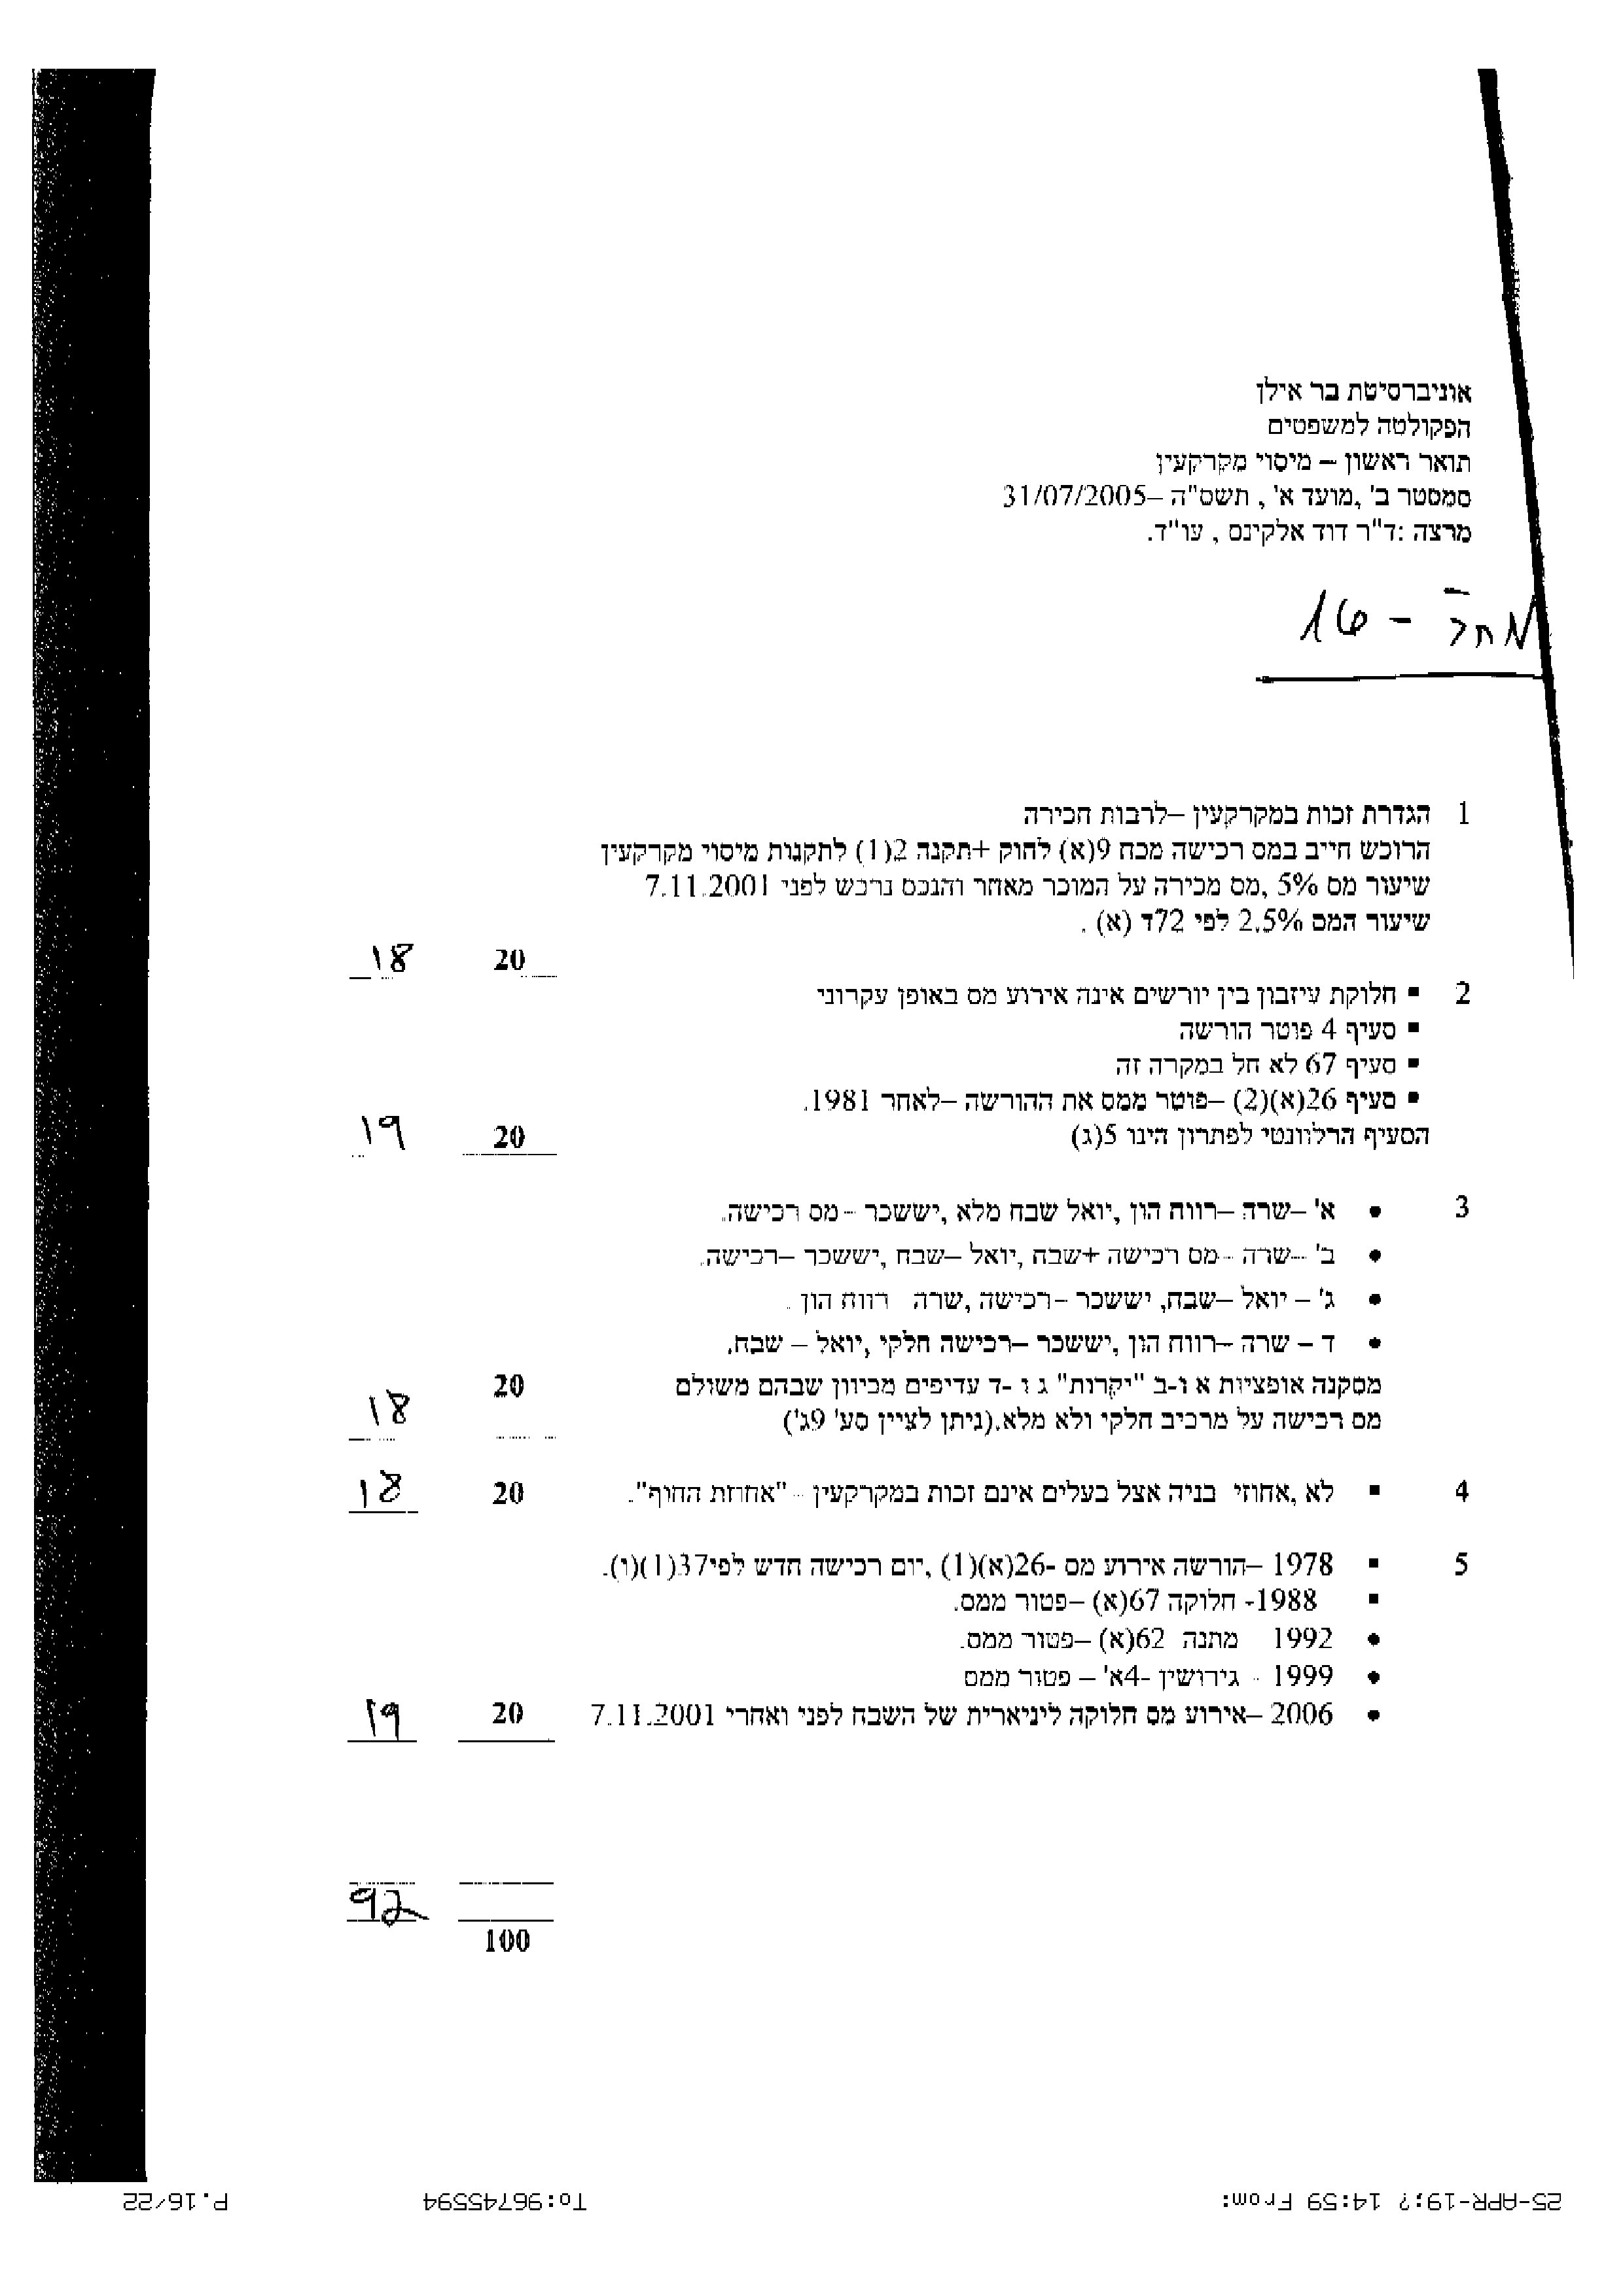 אוניברסיטת בר אילן
הפקולטה למשפטים
תואר ראשון – מיסוי מקרקעין
סמסטר ב', מועד א', תשס"ה –31/07/2005
מרצה: ד"ר דוד אלקינס, עו"ד.
16 -
1 הגדרת זכות במקרקעין –לרבות חכירה
הרוכש חייב במס רכישה מכח 9(א) לחוק +תקנה 2(1) לתקנות מיסוי מקרקעין
שיעור מס 5%, מס מכירה על המוכר מאחר והנכס נרכש לפני 7.11.2001
שיעור המס 2.5% לפי 72ד (א).
20 18
2 ▪ חלוקת עיזבון בין יורשים אינה אירוע מס באופן עקרוני
▪ סעיף 4 פוטר הורשה
▪ סעיף 67 לא חל במקרה זה
▪ סעיף 26(א)(2) –פוטר ממס את ההורשה –לאחר 1981.
הסעיף הרלוונטי לפתרון הינו 5(ג) 20 19
3 • א' –שרה –רווח הון, יואל שבח מלא, יששכר – מס רכישה.
• ב' –שרה –מס רכישה +שבח, יואל –שבח, יששכר –רכישה.
• ג' – יואל –שבח, יששכר –רכישה, שרה רווח הון.
• ד – שרה –רווח הון, יששכר –רכישה חלקי, יואל – שבח.
מסקנה אופציות א ו-ב "יקרות" ג ו -ד עדיפים מכיוון שבהם משולם 20
מס רכישה על מרכיב חלקי ולא מלא.(ניתן לציין סע' 9ג') 18
4 ▪ לא, אחוזי בניה אצל בעלים אינם זכות במקרקעין – "אחוזת החוף". 20 18
5 ▪ 1978 –הורשה אירוע מס -26(א)(1), יום רכישה חדש לפי37(1)(ו).
▪ 1988- חלוקה 67(א) –פטור ממס.
• 1992 מתנה 62(א) –פטור ממס.
• 1999 - גירושין -4א' – פטור ממס
• 2006 –אירוע מס חלוקה ליניארית של השבח לפני ואחרי 7.11.2001 20 19
92
100
25-APR-19;? 14:59 From: To:96745594 P.16/22